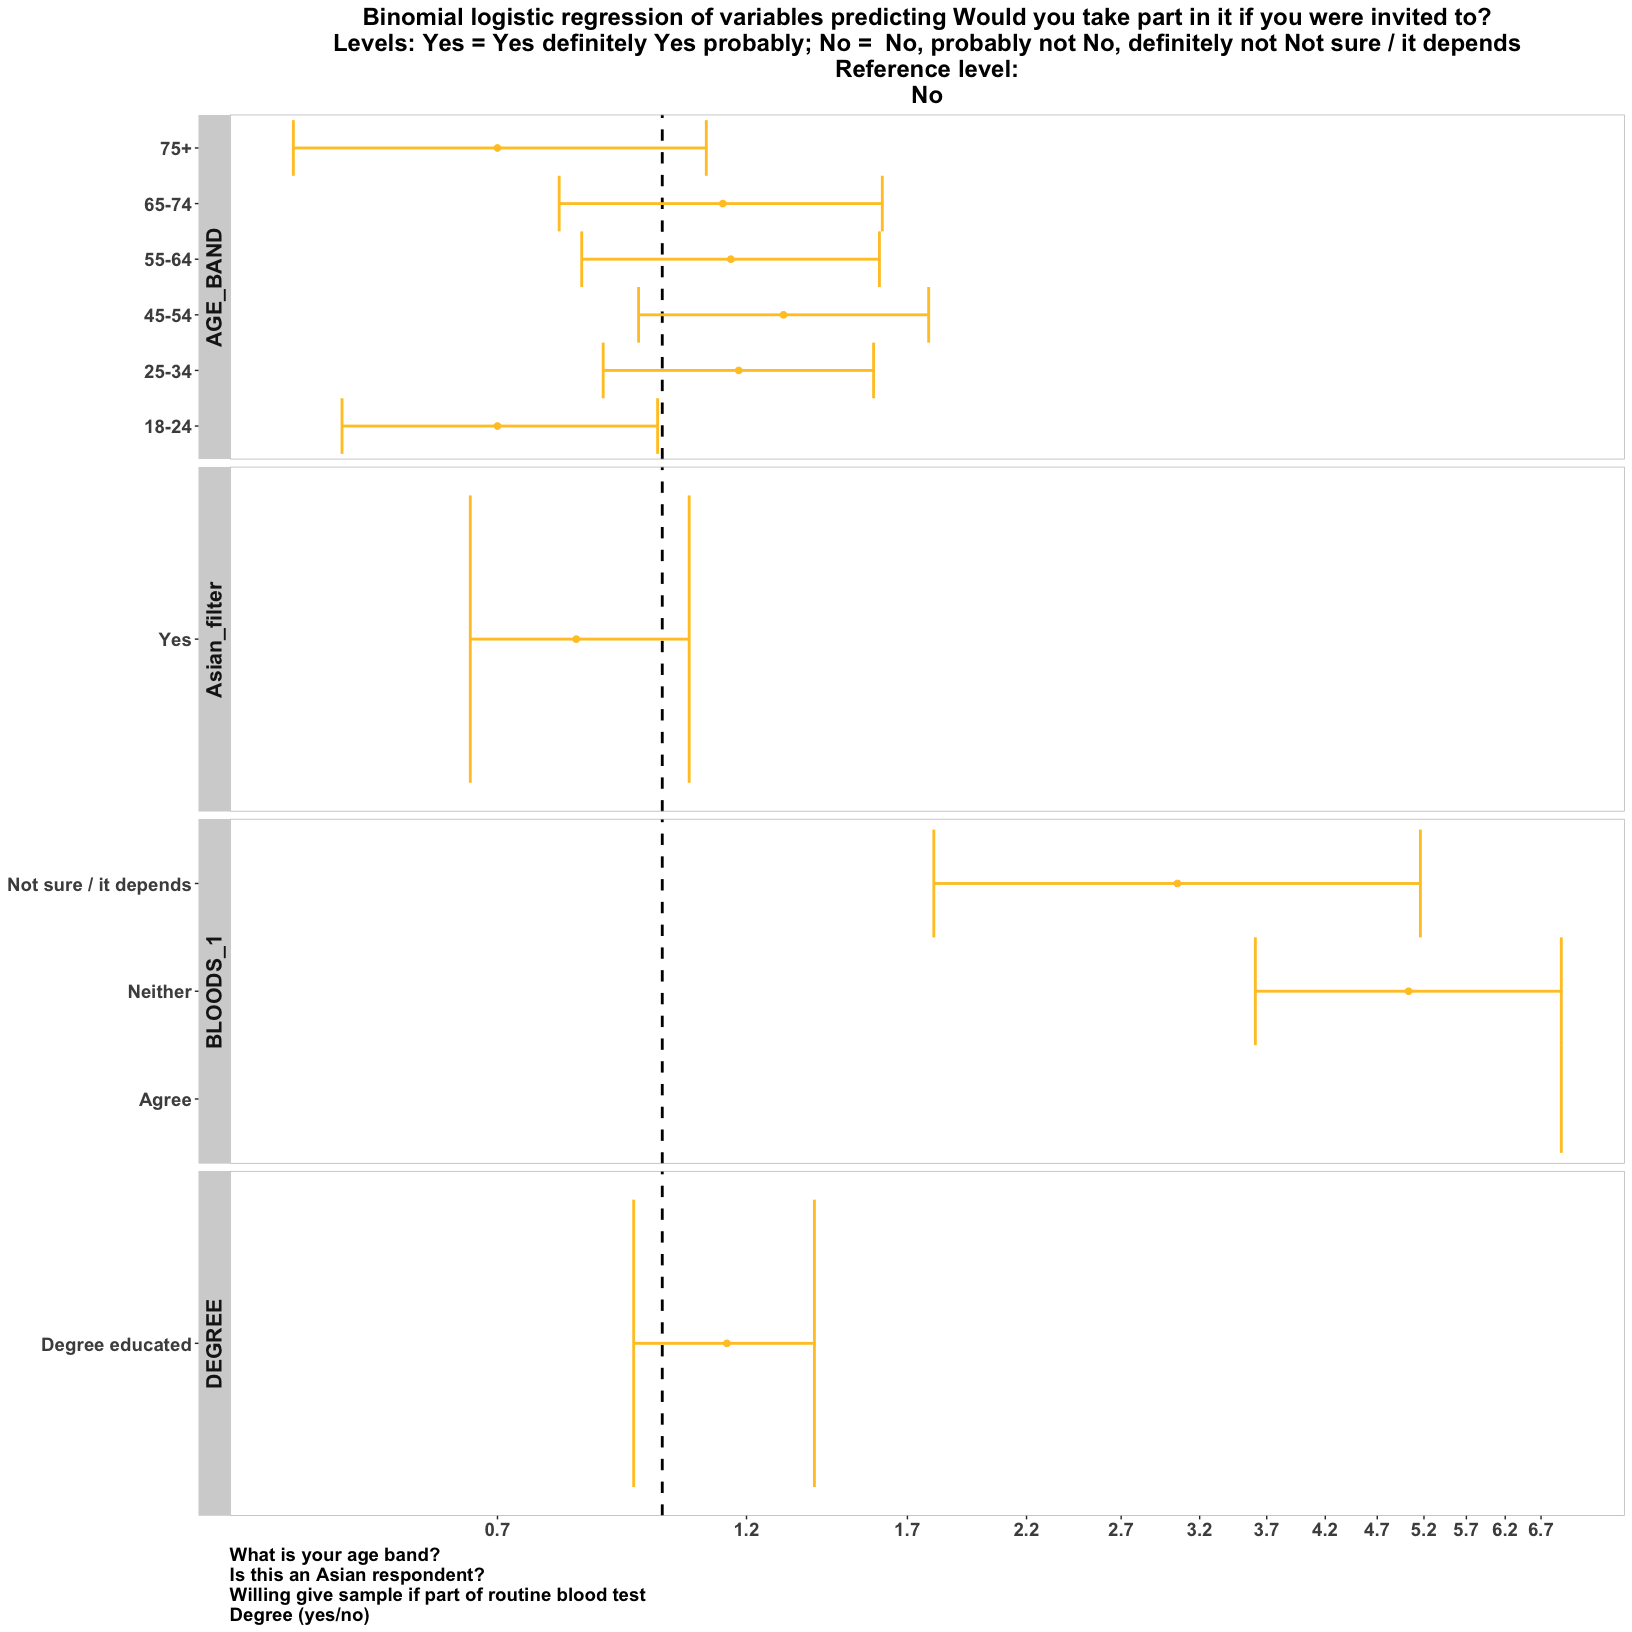 Binomial logistic regression of variables predicting Would you take part in it if you were invited to?
Levels: Yes = Yes definitely Yes probably; No =  No, probably not No, definitely not Not sure / it depends
Reference level:
No
AGE_BAND
75+
65-74
55-64
45-54
25-34
18-24
Asian_filter
Yes
BLOODS_1
Not sure / it depends
Neither
Agree
DEGREE
Degree educated
0.7 1.2 1.7 2.2 2.7 3.2 3.7 4.2 4.7 5.2 5.7 6.2 6.7
What is your age band?
Is this an Asian respondent?
Willing give sample if part of routine blood test
Degree (yes/no)